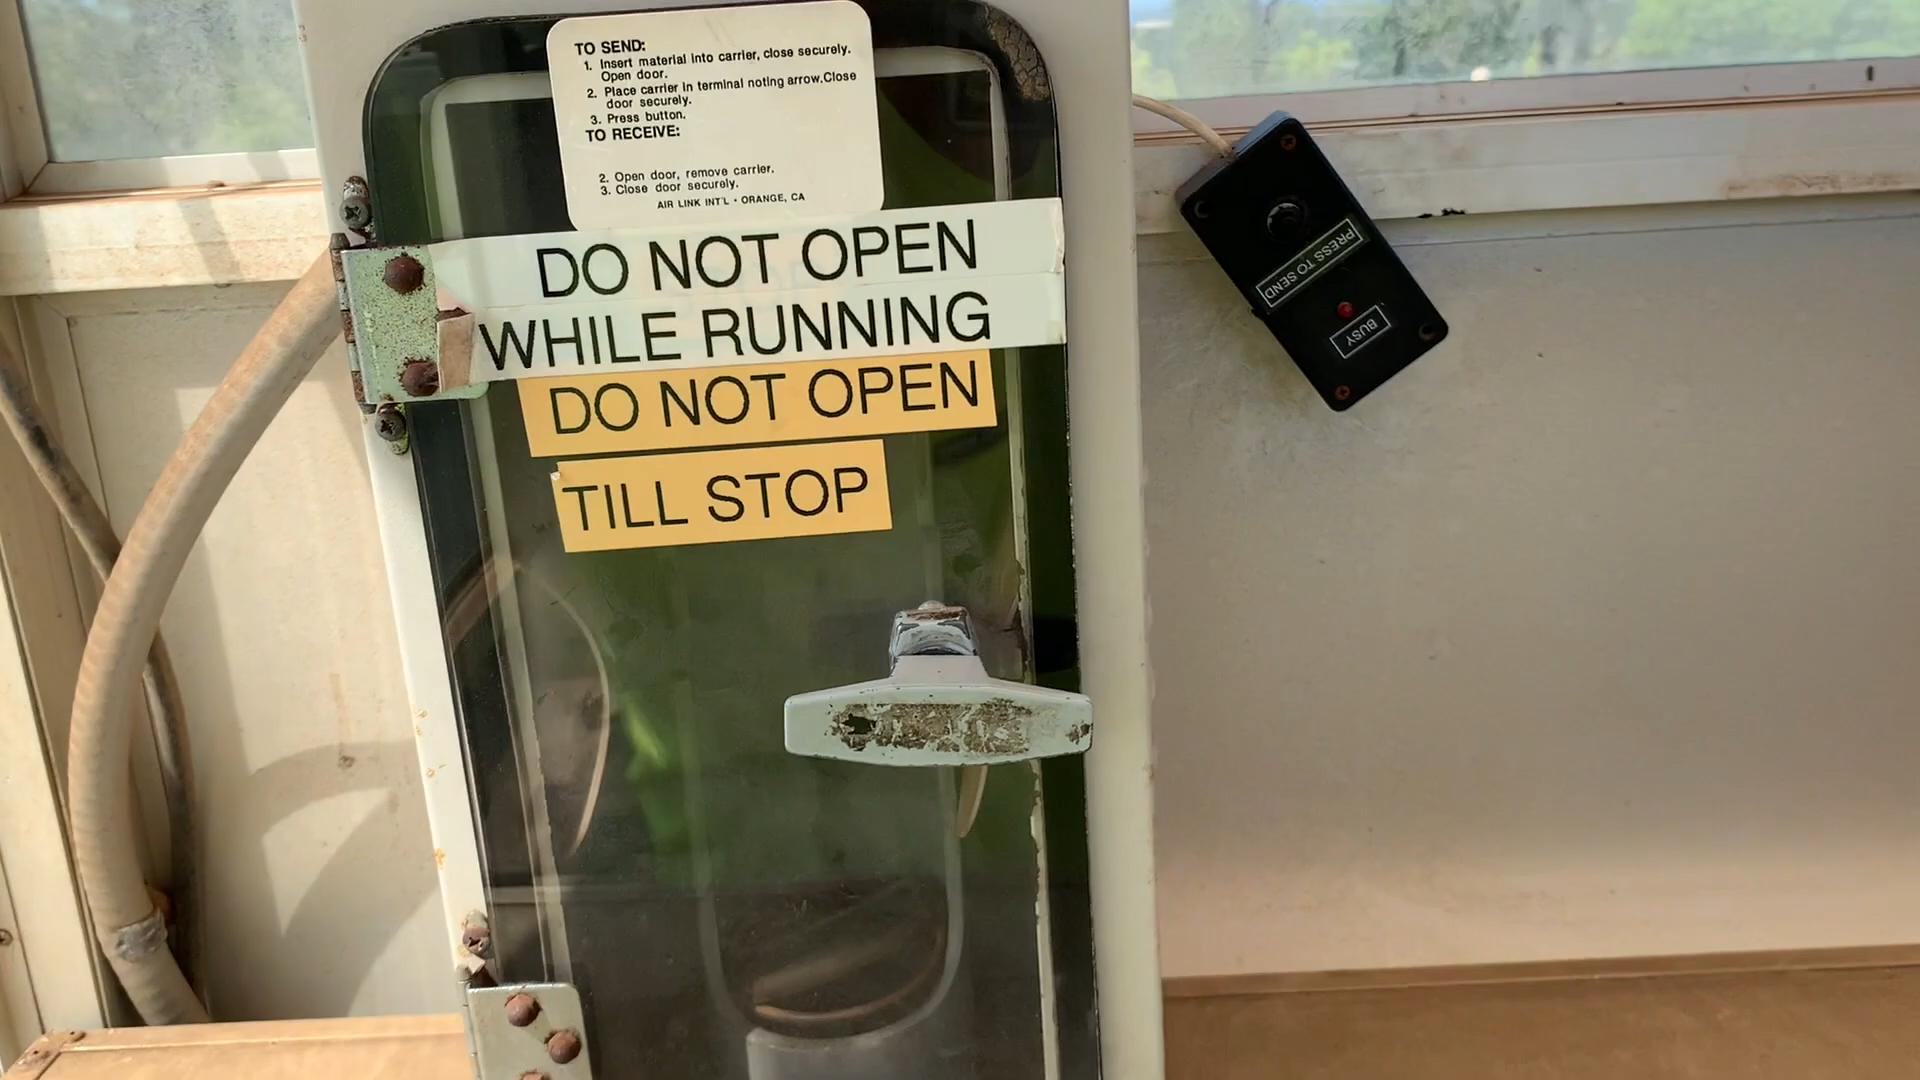 TO SEND:
1. Insert material into carrier, close securely.
Open door.
2. Place carrier in terminal noting arrow.Close
door securely.
3. Press button.
TO RECEIVE:
2. Open door, remove carrier.
3. Close door securely.
AIR LINK INT'L • ORANGE, CA
DO NOT OPEN
WHILE RUNNING
DO NOT OPEN
TILL STOP
PRESS TO SEND
BUSY